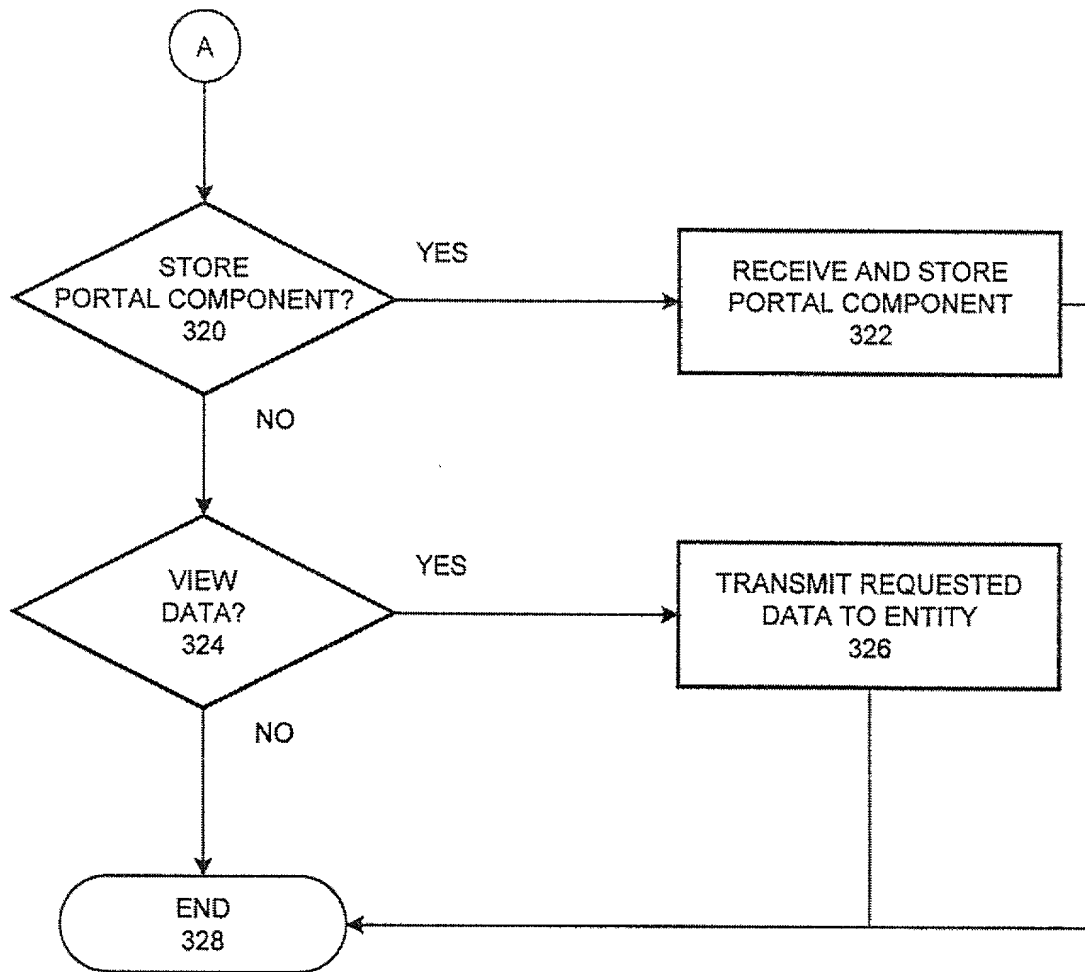 A
STORE
PORTAL COMPONENT?
320
YES
RECEIVE AND STORE
PORTAL COMPONENT
322
NO
VIEW
DATA?
324
YES
TRANSMIT REQUESTED
DATA TO ENTITY
326
NO
END
328